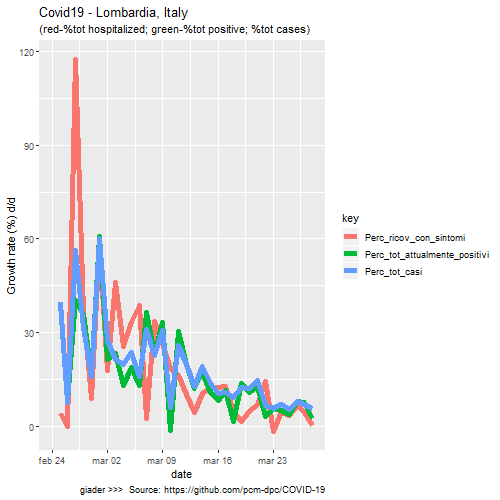 Covid19 - Lombardia, Italy
(red-%tot hospitalized; green-%tot positive; %tot cases)
120
90
60
30
0
Growth rate (%) d/d
feb 24
mar 02
mar 09
mar 16
mar 23
date
key
Perc_ricov_con_sintomi
Perc_tot_attualmente_positivi
Perc_tot_casi
giader >>> Source: https://github.com/pcm-dpc/COVID-19